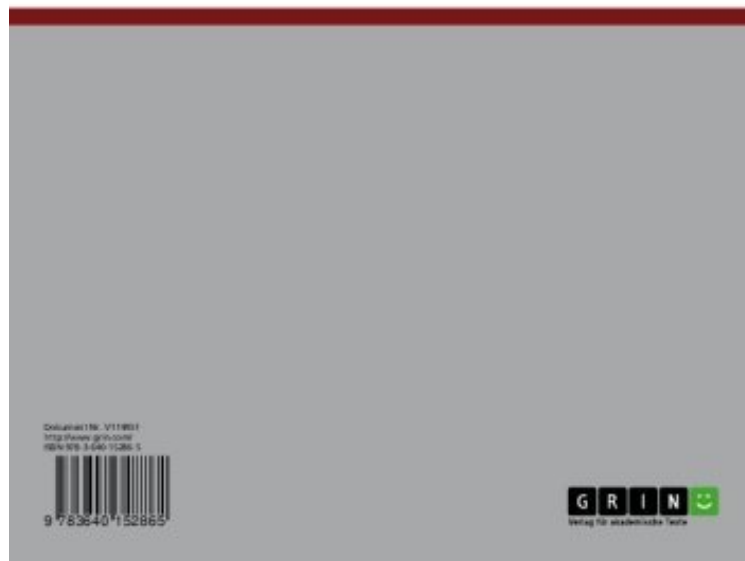 Dokument Nr.
http://www.grin.com/
ISBN 978-3-640-15286-5
9 783640 152865
GRIN
Verlag für akademische Texte